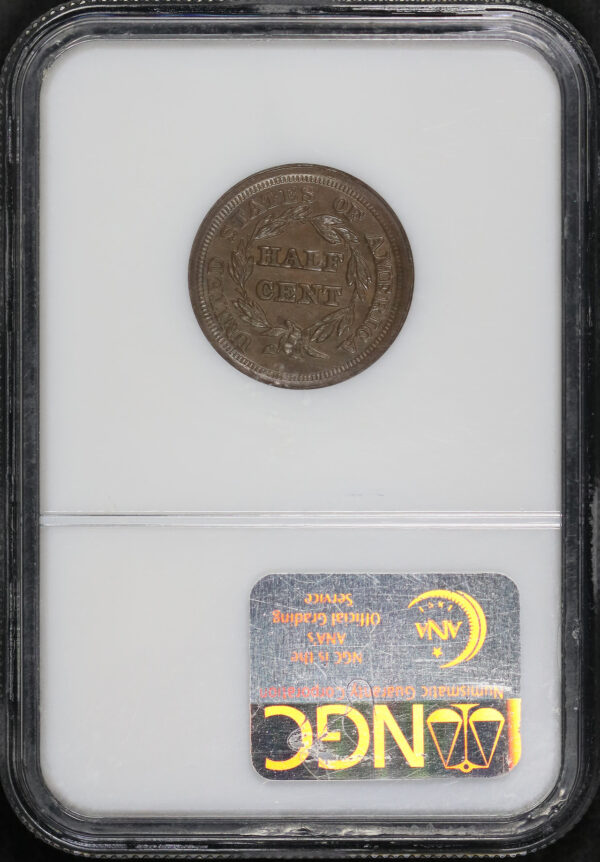 UNITED STATES OF AMERICA
HALF
CENT
NGC
Numismatic Guaranty Corporation
NGC is the
ANA'S
Official Grading
Service
ANA